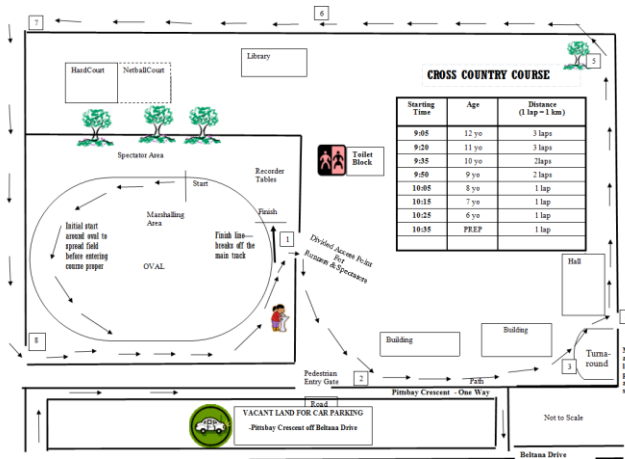 7
6
5
HardCourt
NetballCourt
Library
CROSS COUNTRY COURSE
Starting Time Age Distance (1 lap = 1 km)
9:05 12 yo 3 laps
9:20 11 yo 3 laps
9:35 10 yo 2laps
9:50 9 yo 2 laps
10:05 8 yo 1 lap
10:15 7 yo 1 lap
10:25 6 yo 1 lap
10:35 PREP 1 lap
Spectator Area
Toilet
Block
Recorder
Tables
Start
Marshalling
Area
Finish
Initial start
around oval to
spread field
before entering
course proper
Finish line—
breaks off the
main track
OVAL
1
Divided Access Point
For
Runners & Spectators
Hall
8
Building
Building
Turna-
round
3
2
Pedestrian
Entry Gate
Path
Pittsbay Crescent - One Way
Road
VACANT LAND FOR CAR PARKING
-Pittsbay Crescent off Beltana Drive
Not to Scale
Beltana Drive